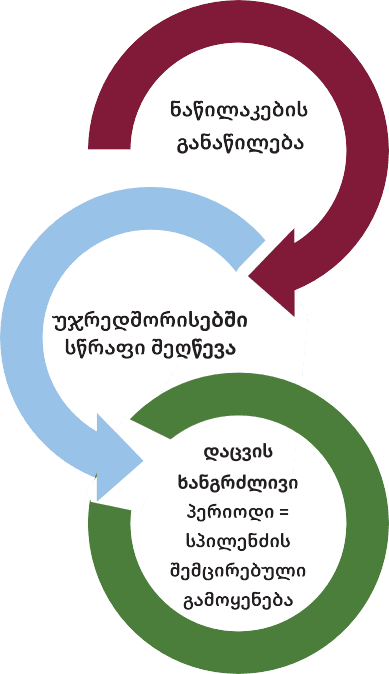 ნაწილაკების
განაწილება
უჯრედშორისებში
სწრაფი შეღწევა
დაცვის
ხანგრძლივი
პერიოდი =
სპილენძის
შემცირებული
გამოყენება